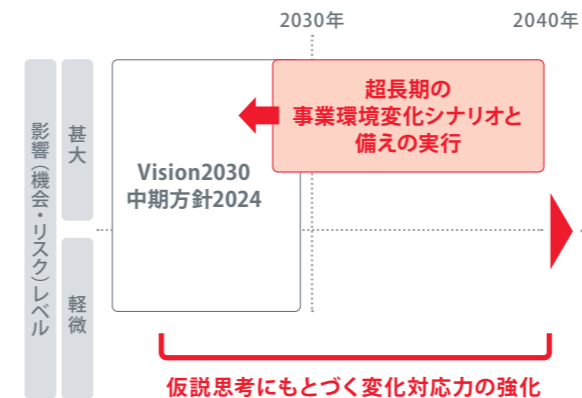 2030年
2040年
影響（機会・リスク）レベル
甚大
軽微
Vision2030
中期方針2024
超長期の
事業環境変化シナリオと
備えの実行
仮説思考にもとづく変化対応力の強化